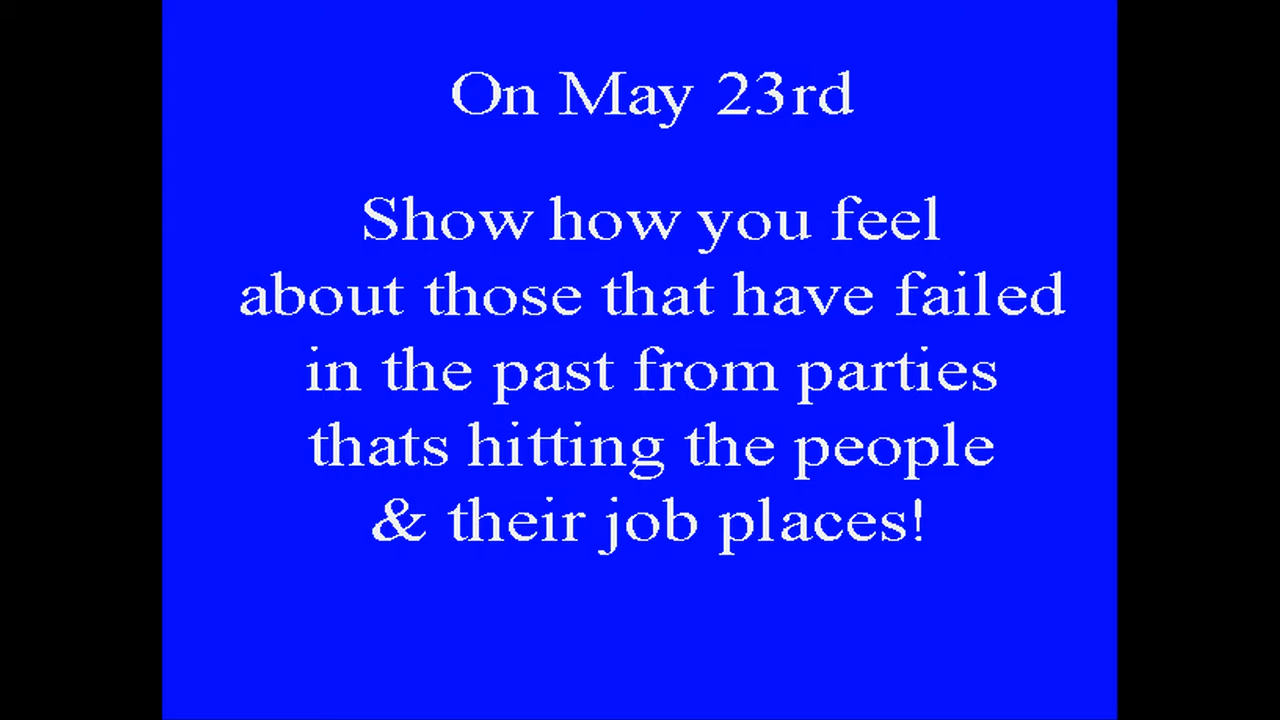 On May 23rd
Show how you feel
about those that have failed
in the past from parties
thats hitting the people
& their job places!